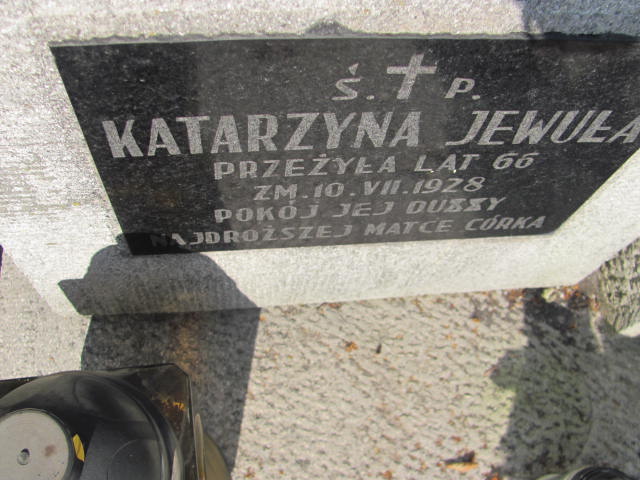 Ś. P.
KATARZYNA JEWUŁA
PRZEŻYŁA LAT 66
ZM. 10. VII. 1928
POKÓJ JEJ DUSZY
NAJDROŻSZEJ MATCE CÓRKA